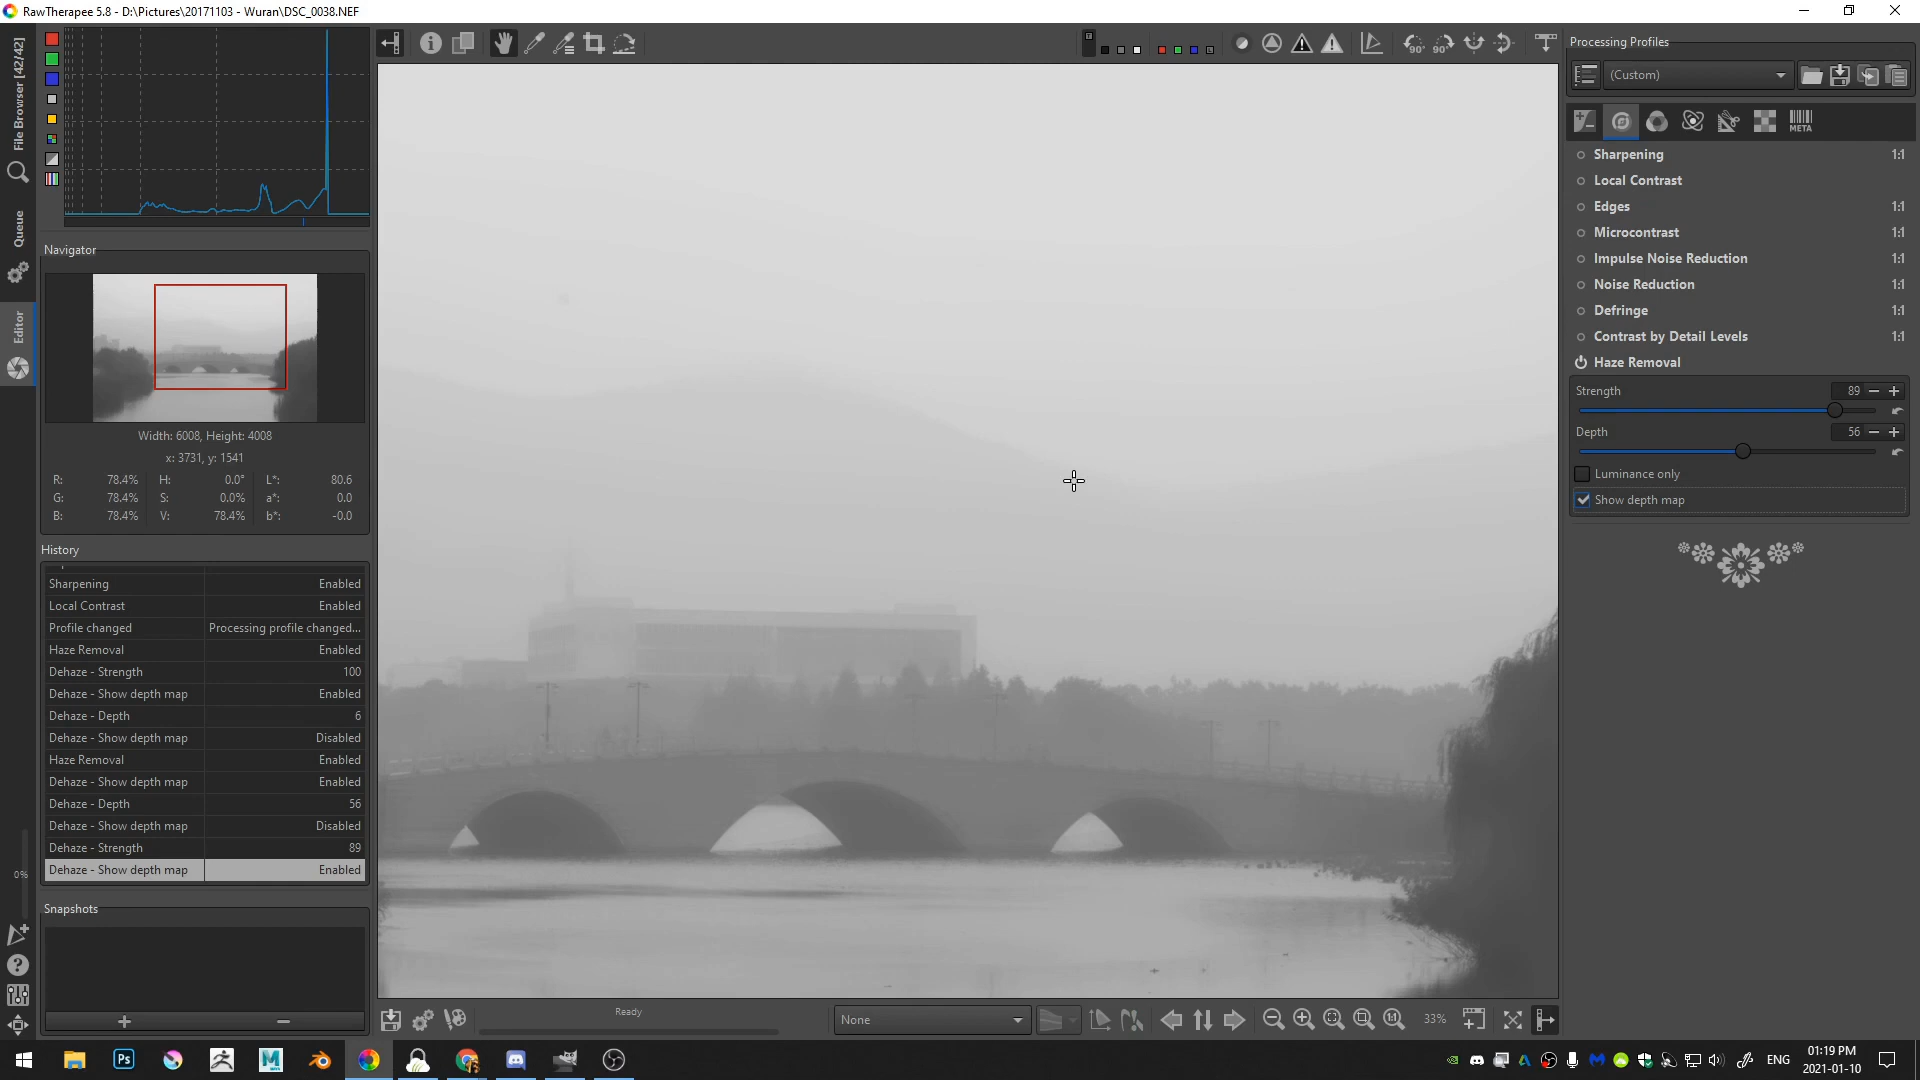 RawTherapee 5.8 - D:\Pictures\20171103 - Wuran\DSC_0038.NEF
File Browser [42/42]
Queue
Editor
0%
Navigator
Width: 6008, Height: 4008
x: 3731, y: 1541
R: 78.4% H: 0.0° L*: 80.6
G: 78.4% S: 0.0% a*: 0.0
B: 78.4% V: 78.4% b*: -0.0
History
Sharpening Enabled
Local Contrast Enabled
Profile changed Processing profile changed...
Haze Removal Enabled
Dehaze - Strength 100
Dehaze - Show depth map Enabled
Dehaze - Depth 6
Dehaze - Show depth map Disabled
Haze Removal Enabled
Dehaze - Show depth map Enabled
Dehaze - Depth 56
Dehaze - Show depth map Disabled
Dehaze - Strength 89
Dehaze - Show depth map Enabled
Snapshots
90° 90°
Ready
None
1:1
33%
Processing Profiles
(Custom)
META
Sharpening 1:1
Local Contrast
Edges 1:1
Microcontrast 1:1
Impulse Noise Reduction 1:1
Noise Reduction 1:1
Defringe 1:1
Contrast by Detail Levels 1:1
Haze Removal
Strength 89
Depth 56
Luminance only
Show depth map
Ps
ENG
01:19 PM
2021-01-10